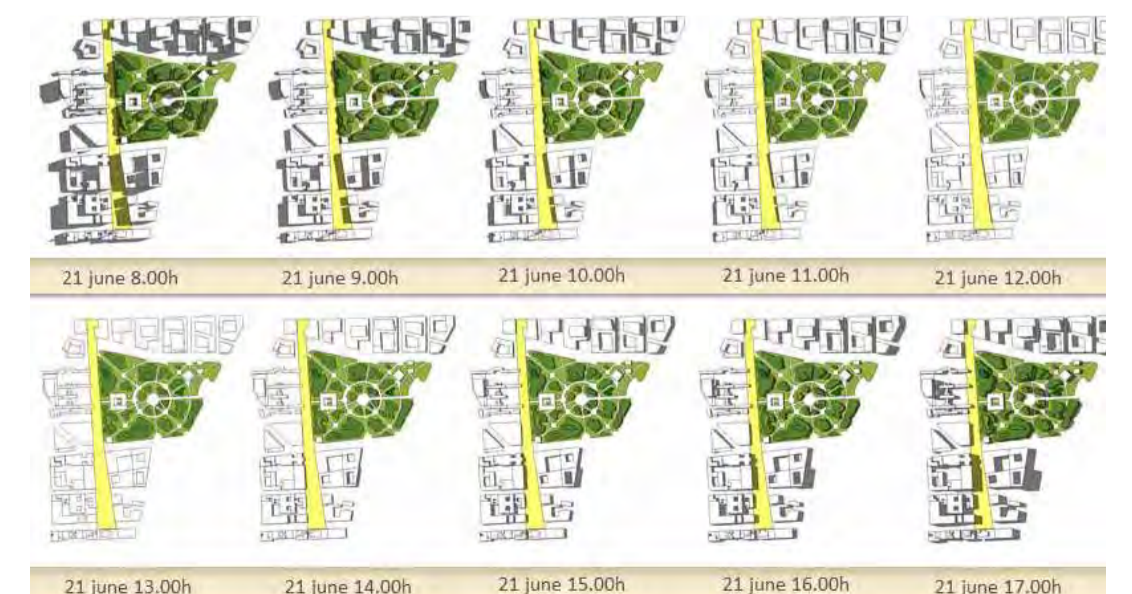 21 june 8.00h
21 june 9.00h
21 june 10.00h
21 june 11.00h
21 june 12.00h
21 june 13.00h
21 june 14.00h
21 june 15.00h
21 june 16.00h
21 june 17.00h